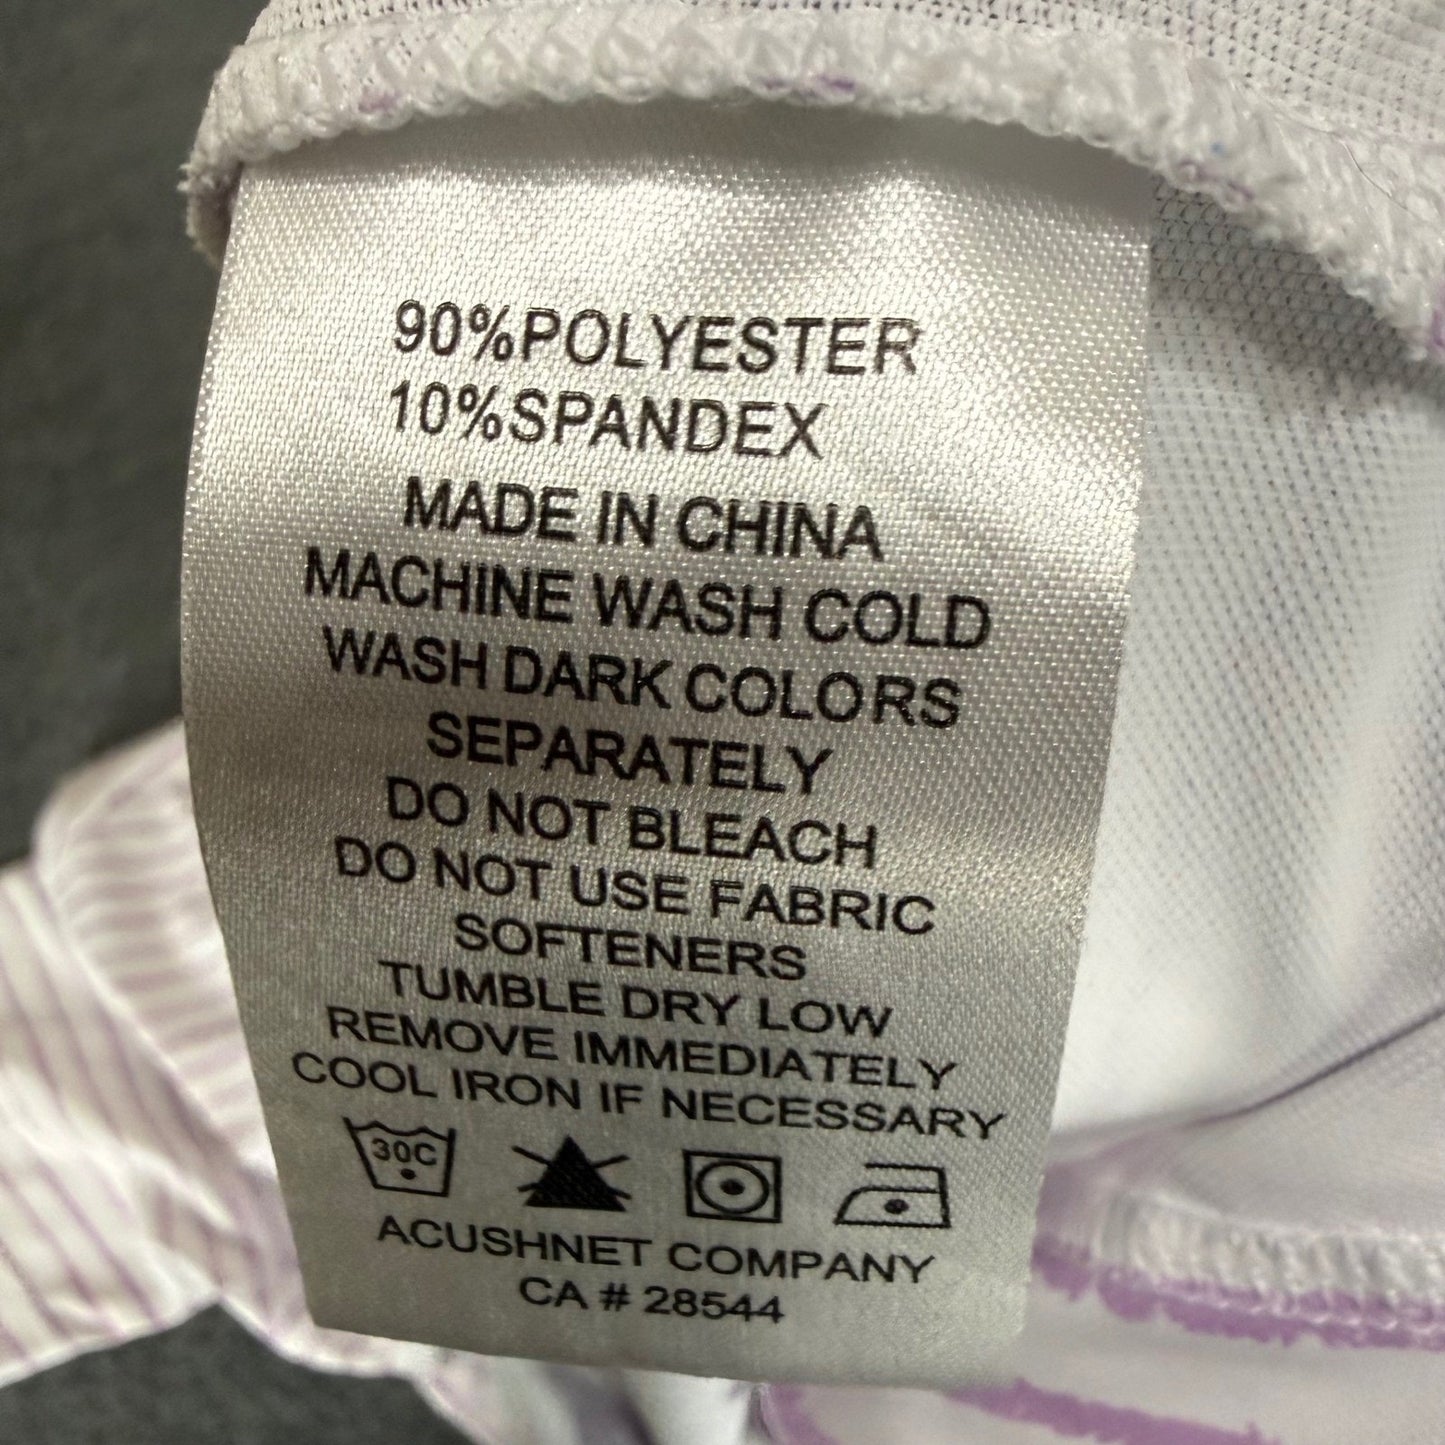 90%POLYESTER
10%SPANDEX
MADE IN CHINA
MACHINE WASH COLD
WASH DARK COLORS
SEPARATELY
DO NOT BLEACH
DO NOT USE FABRIC
SOFTENERS
TUMBLE DRY LOW
REMOVE IMMEDIATELY
COOL IRON IF NECESSARY
30C
ACUSHNET COMPANY
CA # 28544